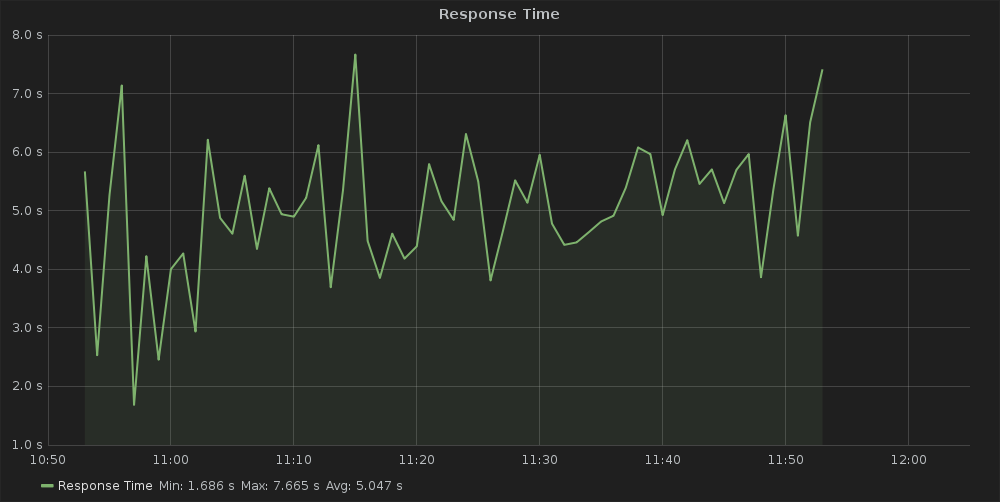 Response Time
8.0 s
7.0 s
6.0 s
5.0 s
4.0 s
3.0 s
2.0 s
1.0 s
10:50 11:00 11:10 11:20 11:30 11:40 11:50 12:00
Response Time Min: 1.686 s Max: 7.665 s Avg: 5.047 s